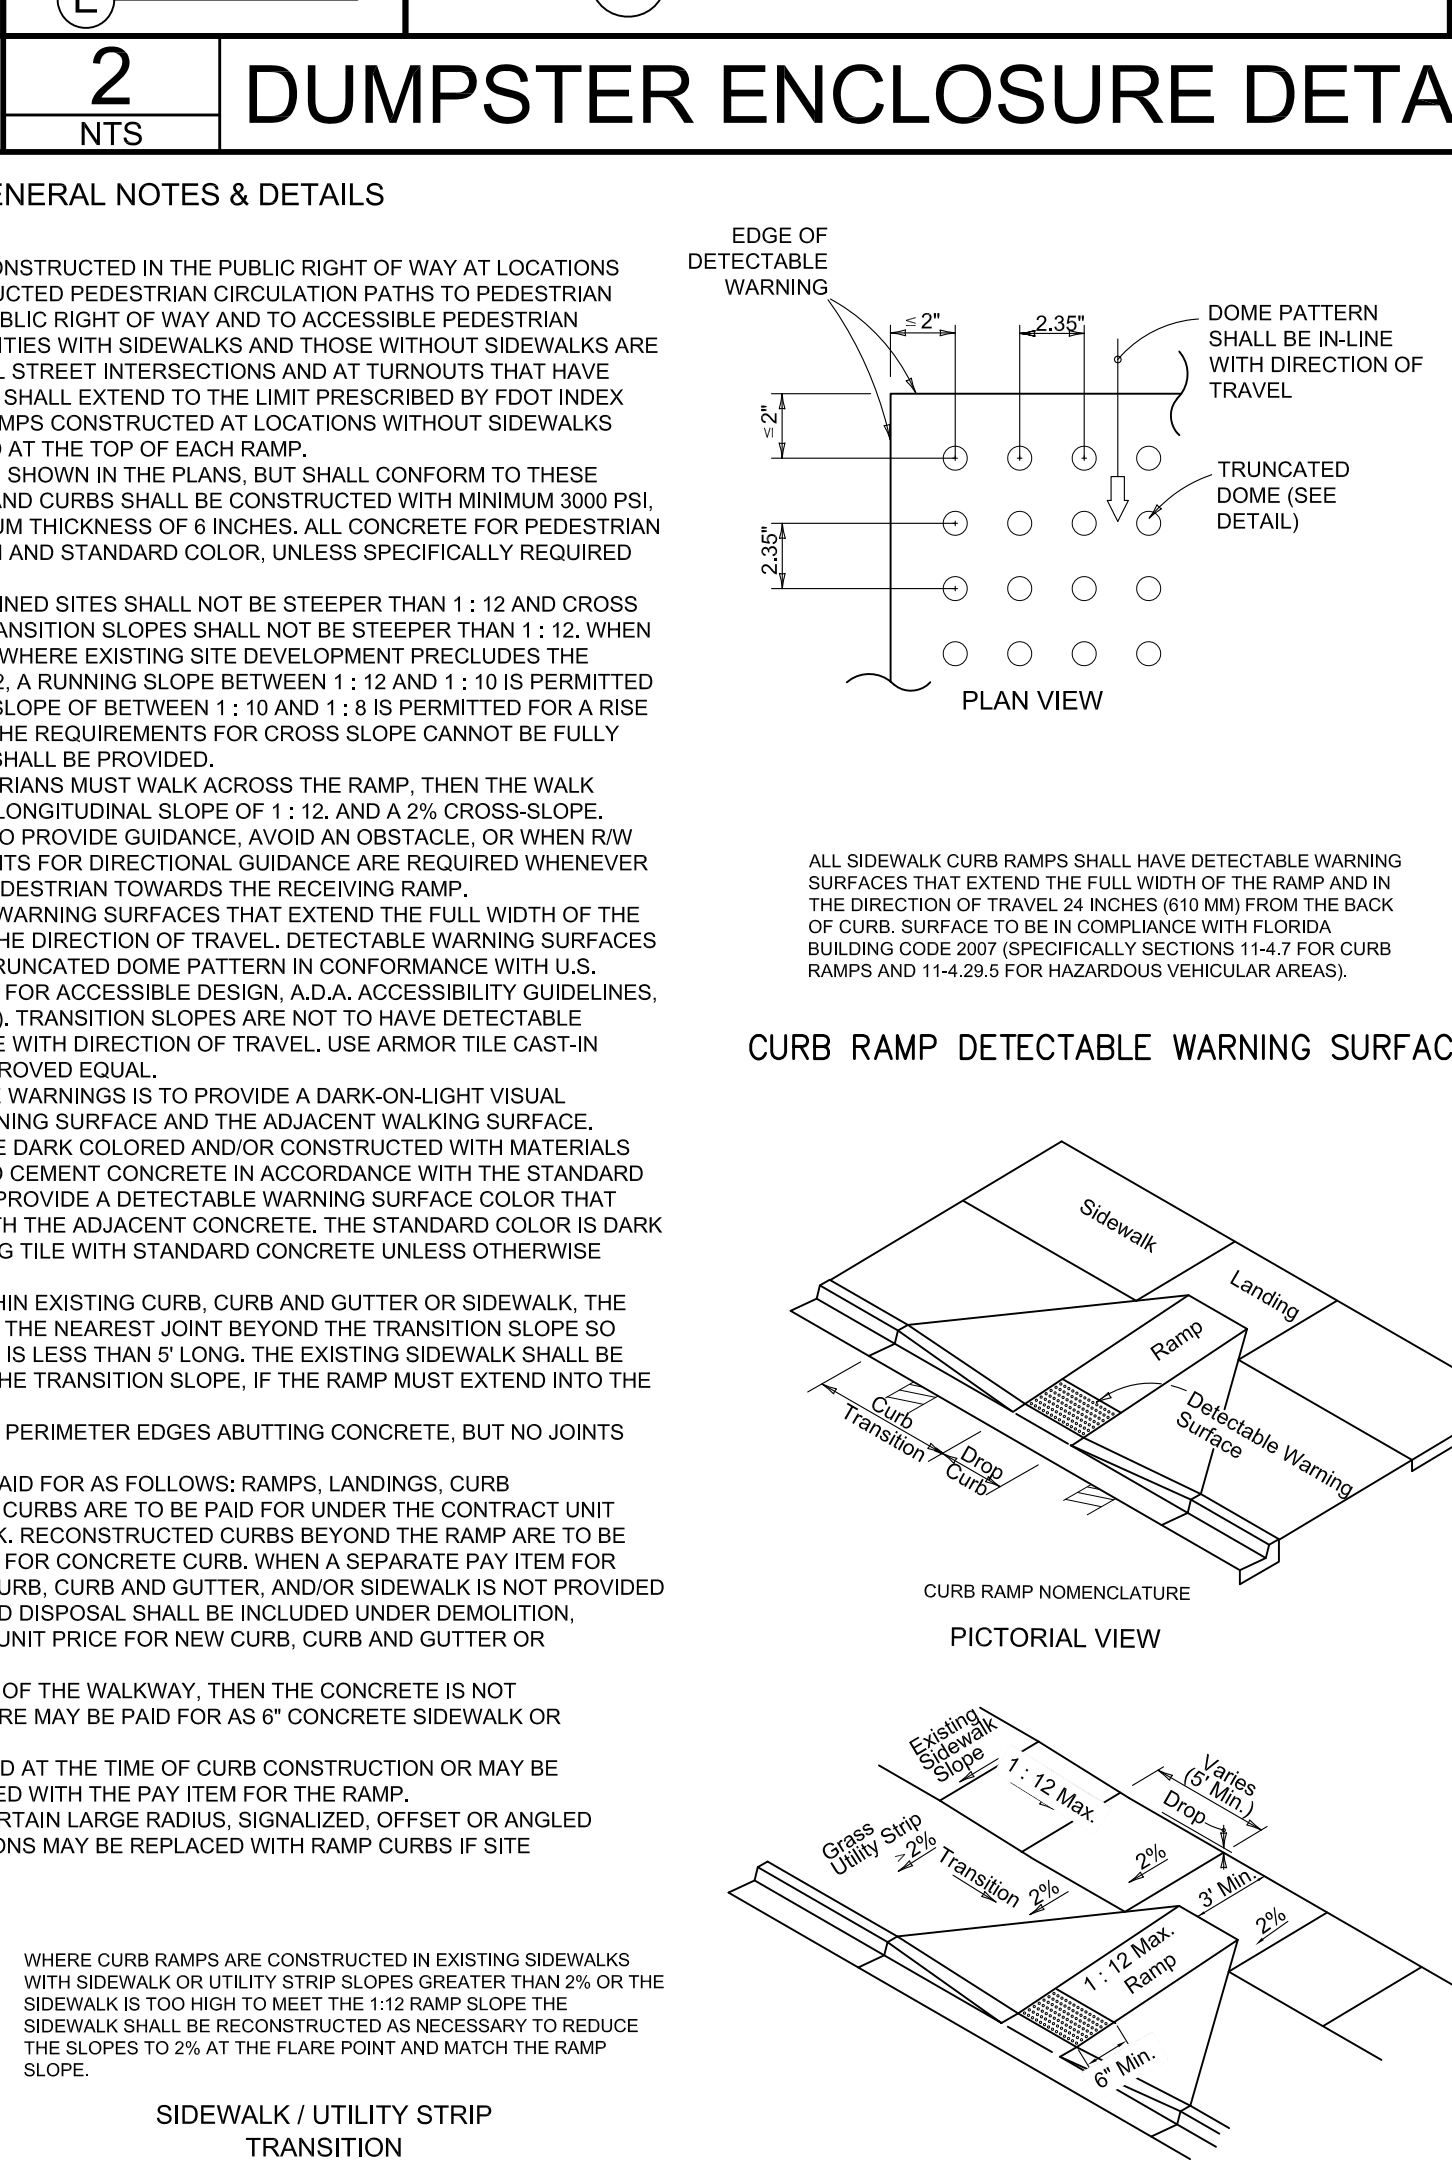 E
2
NTS
DUMPSTER ENCLOSURE DETA
ENERAL NOTES & DETAILS
ONSTRUCTED IN THE PUBLIC RIGHT OF WAY AT LOCATIONS
UCTED PEDESTRIAN CIRCULATION PATHS TO PEDESTRIAN
BLIC RIGHT OF WAY AND TO ACCESSIBLE PEDESTRIAN
ITIES WITH SIDEWALKS AND THOSE WITHOUT SIDEWALKS ARE
L STREET INTERSECTIONS AND AT TURNOUTS THAT HAVE
SHALL EXTEND TO THE LIMIT PRESCRIBED BY FDOT INDEX
MPS CONSTRUCTED AT LOCATIONS WITHOUT SIDEWALKS
AT THE TOP OF EACH RAMP.
SHOWN IN THE PLANS, BUT SHALL CONFORM TO THESE
AND CURBS SHALL BE CONSTRUCTED WITH MINIMUM 3000 PSI,
UM THICKNESS OF 6 INCHES. ALL CONCRETE FOR PEDESTRIAN
AND STANDARD COLOR, UNLESS SPECIFICALLY REQUIRED
INED SITES SHALL NOT BE STEEPER THAN 1 : 12 AND CROSS
ANSITION SLOPES SHALL NOT BE STEEPER THAN 1 : 12. WHEN
WHERE EXISTING SITE DEVELOPMENT PRECLUDES THE
2, A RUNNING SLOPE BETWEEN 1 : 12 AND 1 : 10 IS PERMITTED
SLOPE OF BETWEEN 1 : 10 AND 1 : 8 IS PERMITTED FOR A RISE
HE REQUIREMENTS FOR CROSS SLOPE CANNOT BE FULLY
SHALL BE PROVIDED.
RIANS MUST WALK ACROSS THE RAMP, THEN THE WALK
LONGITUDINAL SLOPE OF 1 : 12. AND A 2% CROSS-SLOPE.
O PROVIDE GUIDANCE, AVOID AN OBSTACLE, OR WHEN R/W
NTS FOR DIRECTIONAL GUIDANCE ARE REQUIRED WHENEVER
DESTRIAN TOWARDS THE RECEIVING RAMP.
WARNING SURFACES THAT EXTEND THE FULL WIDTH OF THE
HE DIRECTION OF TRAVEL. DETECTABLE WARNING SURFACES
RUNCATED DOME PATTERN IN CONFORMANCE WITH U.S.
FOR ACCESSIBLE DESIGN, A.D.A. ACCESSIBILITY GUIDELINES,
). TRANSITION SLOPES ARE NOT TO HAVE DETECTABLE
E WITH DIRECTION OF TRAVEL. USE ARMOR TILE CAST-IN
ROVED EQUAL.
E WARNINGS IS TO PROVIDE A DARK-ON-LIGHT VISUAL
NING SURFACE AND THE ADJACENT WALKING SURFACE.
E DARK COLORED AND/OR CONSTRUCTED WITH MATERIALS
D CEMENT CONCRETE IN ACCORDANCE WITH THE STANDARD
PROVIDE A DETECTABLE WARNING SURFACE COLOR THAT
TH THE ADJACENT CONCRETE. THE STANDARD COLOR IS DARK
G TILE WITH STANDARD CONCRETE UNLESS OTHERWISE
HIN EXISTING CURB, CURB AND GUTTER OR SIDEWALK, THE
THE NEAREST JOINT BEYOND THE TRANSITION SLOPE SO
IS LESS THAN 5' LONG. THE EXISTING SIDEWALK SHALL BE
HE TRANSITION SLOPE, IF THE RAMP MUST EXTEND INTO THE
PERIMETER EDGES ABUTTING CONCRETE, BUT NO JOINTS
AID FOR AS FOLLOWS: RAMPS, LANDINGS, CURB
CURBS ARE TO BE PAID FOR UNDER THE CONTRACT UNIT
K. RECONSTRUCTED CURBS BEYOND THE RAMP ARE TO BE
FOR CONCRETE CURB. WHEN A SEPARATE PAY ITEM FOR
URB, CURB AND GUTTER, AND/OR SIDEWALK IS NOT PROVIDED
D DISPOSAL SHALL BE INCLUDED UNDER DEMOLITION,
UNIT PRICE FOR NEW CURB, CURB AND GUTTER OR
OF THE WALKWAY, THEN THE CONCRETE IS NOT
RE MAY BE PAID FOR AS 6" CONCRETE SIDEWALK OR
D AT THE TIME OF CURB CONSTRUCTION OR MAY BE
ED WITH THE PAY ITEM FOR THE RAMP.
RTAIN LARGE RADIUS, SIGNALIZED, OFFSET OR ANGLED
ONS MAY BE REPLACED WITH RAMP CURBS IF SITE
WHERE CURB RAMPS ARE CONSTRUCTED IN EXISTING SIDEWALKS
WITH SIDEWALK OR UTILITY STRIP SLOPES GREATER THAN 2% OR THE
SIDEWALK IS TOO HIGH TO MEET THE 1:12 RAMP SLOPE THE
SIDEWALK SHALL BE RECONSTRUCTED AS NECESSARY TO REDUCE
THE SLOPES TO 2% AT THE FLARE POINT AND MATCH THE RAMP
SLOPE.
SIDEWALK / UTILITY STRIP
TRANSITION
EDGE OF
DETECTABLE
WARNING
≤ 2"
2.35"
DOME PATTERN
SHALL BE IN-LINE
WITH DIRECTION OF
TRAVEL
≤ 2"
TRUNCATED
DOME (SEE
DETAIL)
2.35"
PLAN VIEW
ALL SIDEWALK CURB RAMPS SHALL HAVE DETECTABLE WARNING
SURFACES THAT EXTEND THE FULL WIDTH OF THE RAMP AND IN
THE DIRECTION OF TRAVEL 24 INCHES (610 MM) FROM THE BACK
OF CURB. SURFACE TO BE IN COMPLIANCE WITH FLORIDA
BUILDING CODE 2007 (SPECIFICALLY SECTIONS 11-4.7 FOR CURB
RAMPS AND 11-4.29.5 FOR HAZARDOUS VEHICULAR AREAS).
CURB RAMP DETECTABLE WARNING SURFAC
Sidewalk
Landing
Ramp
Detectable Warning
Surface
Curb
Transition
Drop
Curb
CURB RAMP NOMENCLATURE
PICTORIAL VIEW
Existing
Sidewalk
Slope
1 : 12 Max.
Varies
(5' Min.)
Drop
Grass
Utility Strip
>2%
Transition
2%
2%
3' Min.
2%
1 : 12 Max.
Ramp
6" Min.